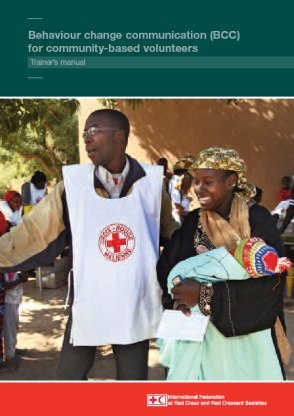 Behaviour change communication (BCC)
for community-based volunteers
Trainer's manual
CROIX-ROUGE
MALIENNE
International Federation
of Red Cross and Red Crescent Societies